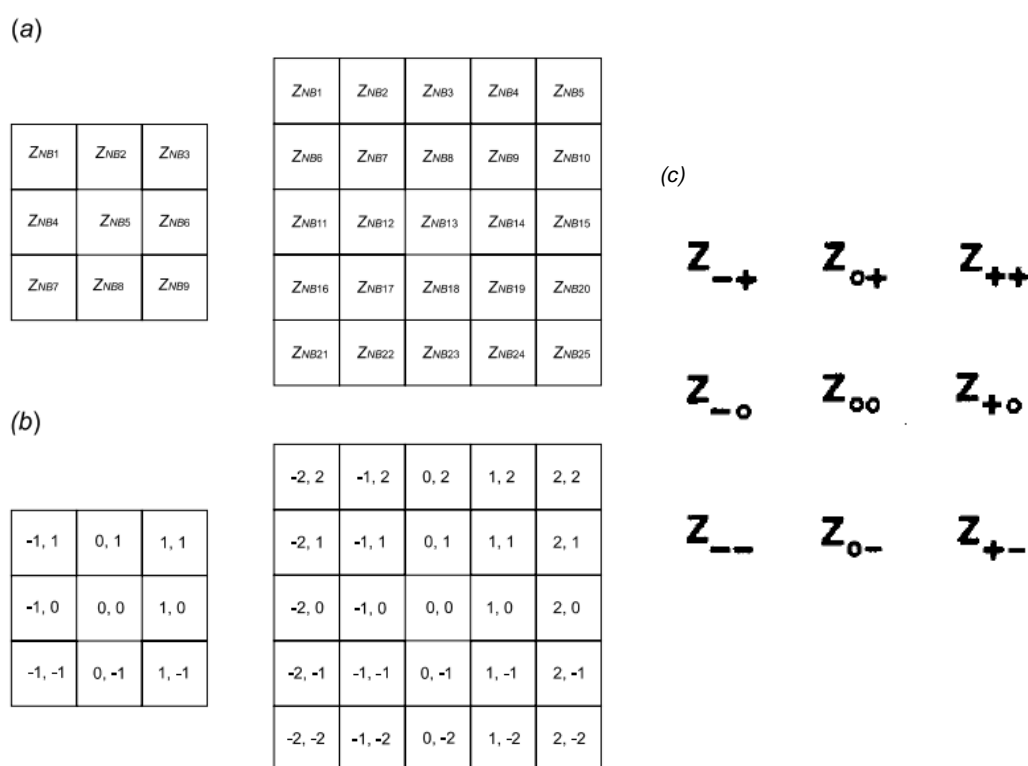 (a)
ZNB1 ZNB2 ZNB3
ZNB4 ZNB5 ZNB6
ZNB7 ZNB8 ZNB9
ZNB1 ZNB2 ZNB3 ZNB4 ZNB5
ZNB6 ZNB7 ZNB8 ZNB9 ZNB10
ZNB11 ZNB12 ZNB13 ZNB14 ZNB15
ZNB16 ZNB17 ZNB18 ZNB19 ZNB20
ZNB21 ZNB22 ZNB23 ZNB24 ZNB25
(b)
-1, 1 0, 1 1, 1
-1, 0 0, 0 1, 0
-1, -1 0, -1 1, -1
-2, 2 -1, 2 0, 2 1, 2 2, 2
-2, 1 -1, 1 0, 1 1, 1 2, 1
-2, 0 -1, 0 0, 0 1, 0 2, 0
-2, -1 -1, -1 0, -1 1, -1 2, -1
-2, -2 -1, -2 0, -2 1, -2 2, -2
(c)
Z−+ Zo+ Z++
Z−o Zoo Z+o
Z−− Zo− Z+−